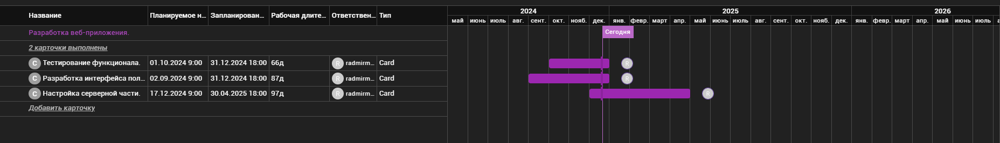 2024 2025 2026
Название Планируемое н... Запланирован... Рабочая длите... Ответствен... Тип
май июнь июль авг. сент. окт. нояб. дек. янв. февр. март апр. май июнь июль авг. сент. окт. нояб. дек. янв. февр. март апр. май июнь июль
Разработка веб-приложения. Сегодня
2 карточки выполнены
C Тестирование функционала. 01.10.2024 9:00 31.12.2024 18:00 66д R radmirm... Card R
C Разработка интерфейса пол... 02.09.2024 9:00 31.12.2024 18:00 87д R radmirm... Card R
C Настройка серверной части. 17.12.2024 9:00 30.04.2025 18:00 97д R radmirm... Card R
Добавить карточку